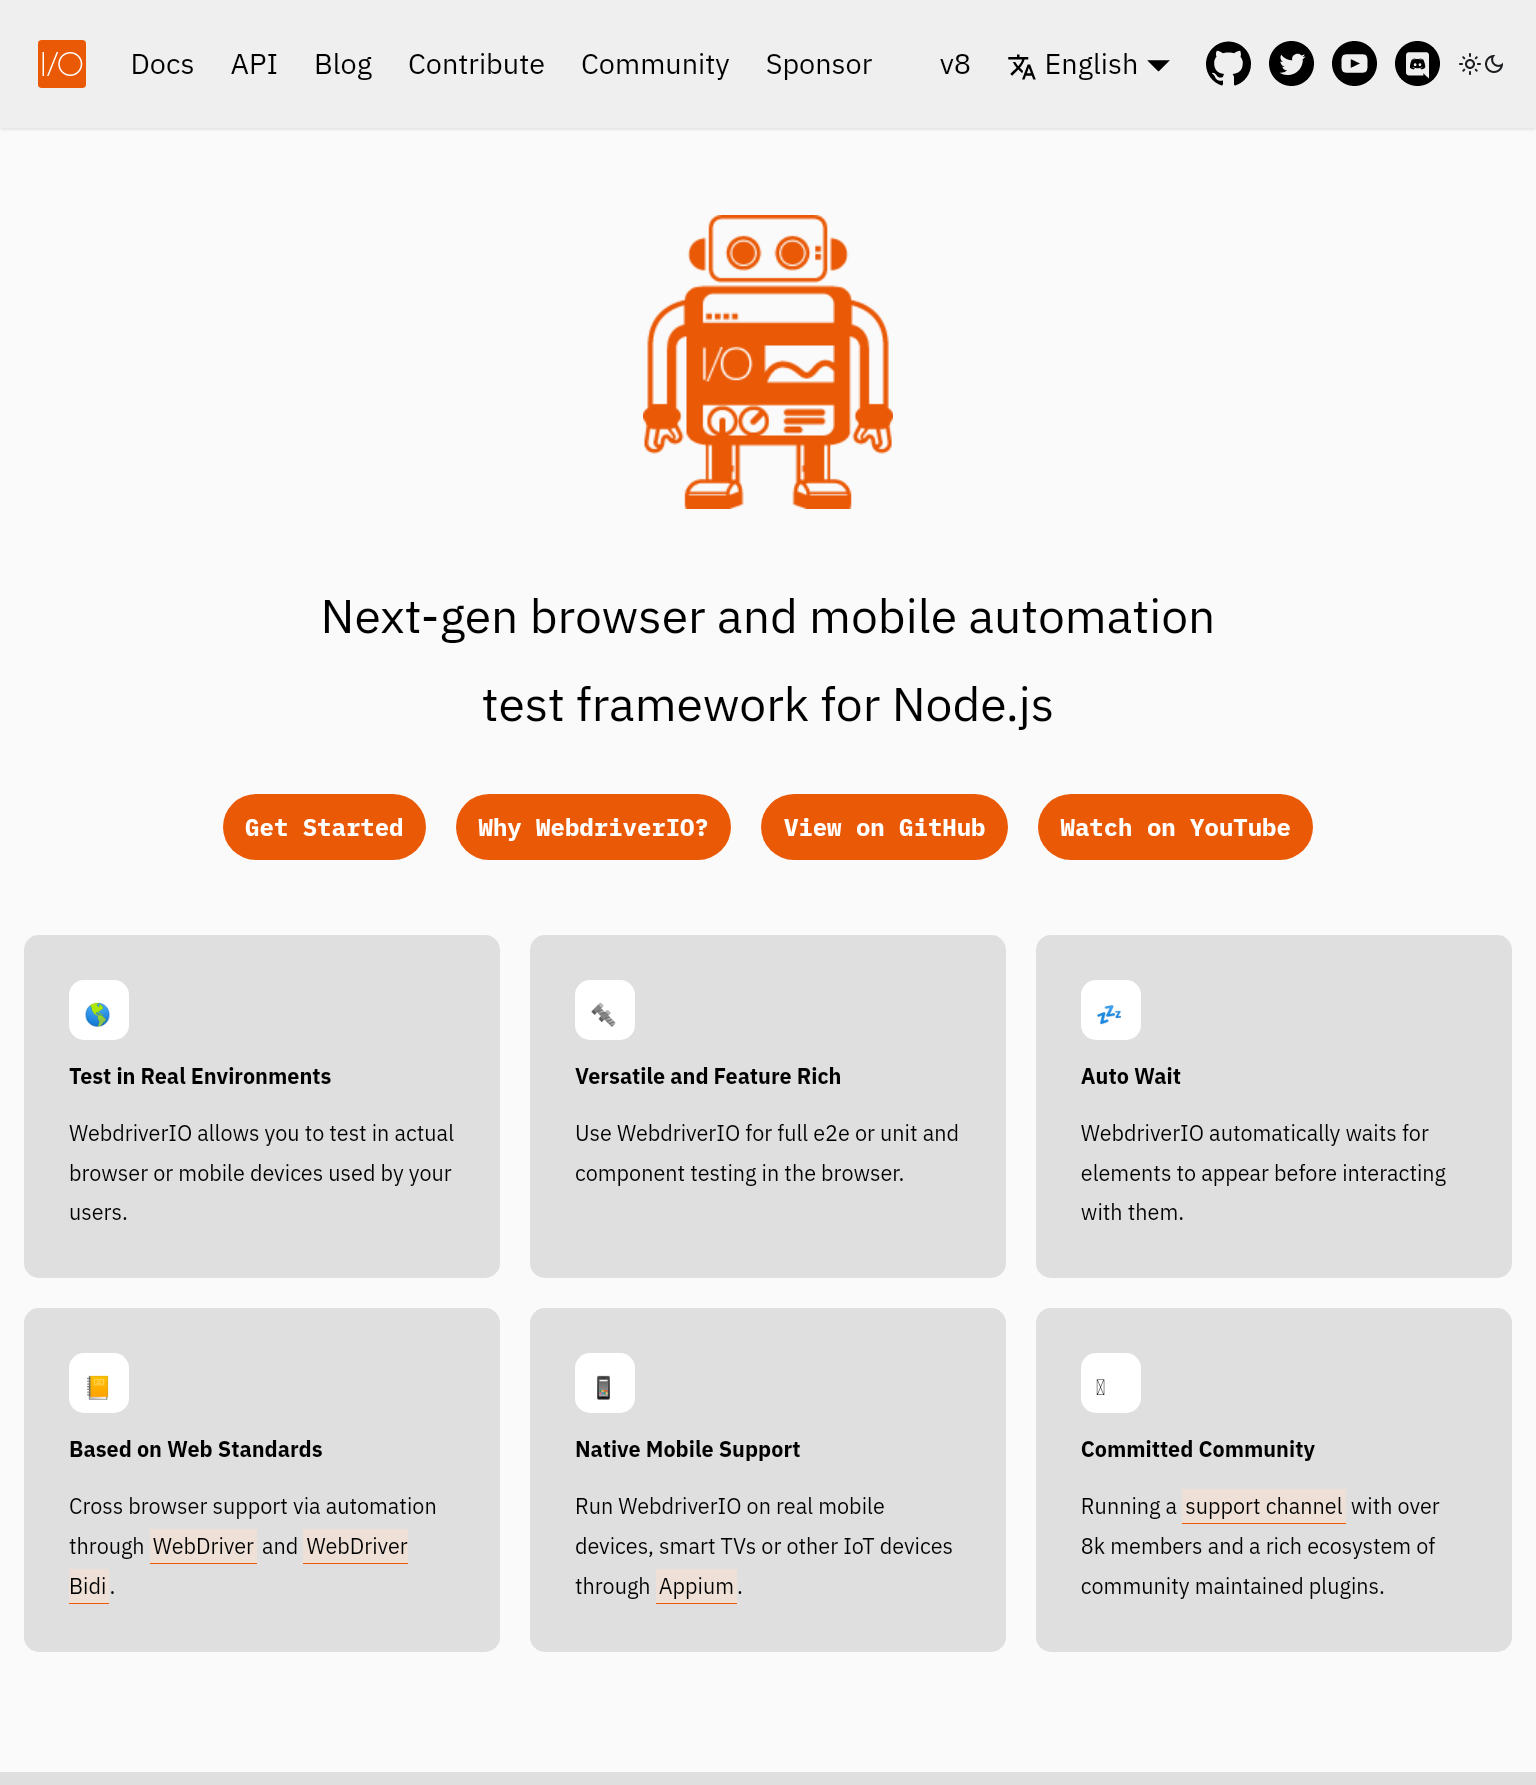 I/O Docs API Blog Contribute Community Sponsor v8 English
I/O
Next-gen browser and mobile automation
test framework for Node.js
Get Started Why WebdriverIO? View on GitHub Watch on YouTube
Test in Real Environments
WebdriverIO allows you to test in actual
browser or mobile devices used by your
users.
Versatile and Feature Rich
Use WebdriverIO for full e2e or unit and
component testing in the browser.
Auto Wait
WebdriverIO automatically waits for
elements to appear before interacting
with them.
Based on Web Standards
Cross browser support via automation
through WebDriver and WebDriver
Bidi.
Native Mobile Support
Run WebdriverIO on real mobile
devices, smart TVs or other IoT devices
through Appium.
Committed Community
Running a support channel with over
8k members and a rich ecosystem of
community maintained plugins.